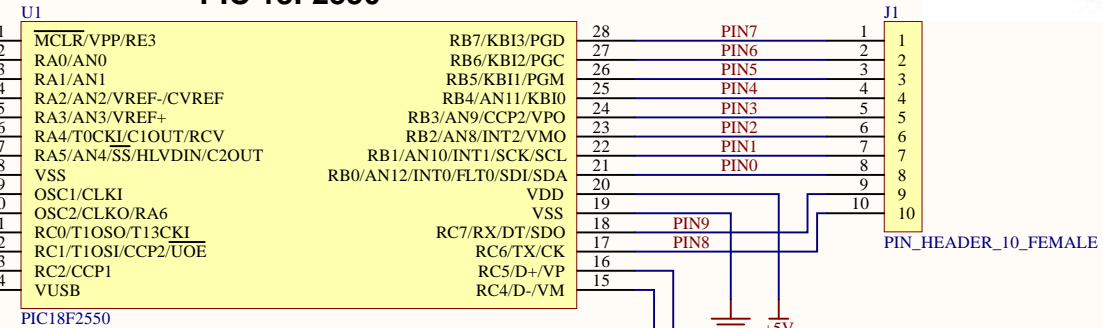 U1
J1
MCLR/VPP/RE3
RA0/AN0
RA1/AN1
RA2/AN2/VREF-/CVREF
RA3/AN3/VREF+
RA4/T0CKI/C1OUT/RCV
RA5/AN4/SS/HLVDIN/C2OUT
VSS
OSC1/CLKI
OSC2/CLKO/RA6
RC0/T1OSO/T13CKI
RC1/T1OSI/CCP2/UOE
RC2/CCP1
VUSB
RB7/KBI3/PGD 28 PIN7 1 1
RB6/KBI2/PGC 27 PIN6 2 2
RB5/KBI1/PGM 26 PIN5 3 3
RB4/AN11/KBI0 25 PIN4 4 4
RB3/AN9/CCP2/VPO 24 PIN3 5 5
RB2/AN8/INT2/VMO 23 PIN2 6 6
RB1/AN10/INT1/SCK/SCL 22 PIN1 7 7
RB0/AN12/INT0/FLT0/SDI/SDA 21 PIN0 8 8
VDD 20 9 9
VSS 19 10 10
RC7/RX/DT/SDO 18 PIN9
RC6/TX/CK 17 PIN8
RC5/D+/VP 16
RC4/D-/VM 15
PIN_HEADER_10_FEMALE
PIC18F2550
+5V